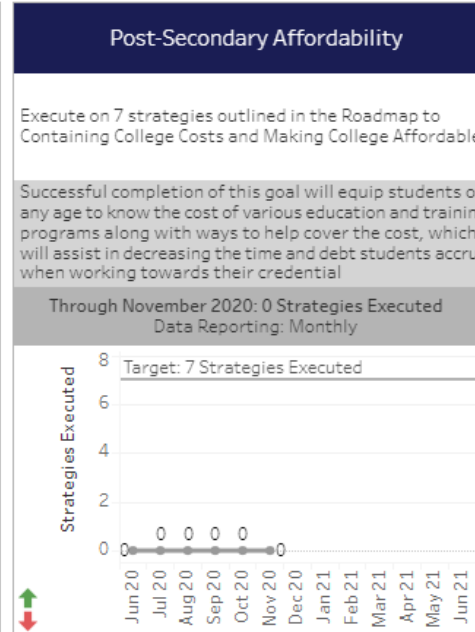 Post-Secondary Affordability
Execute on 7 strategies outlined in the Roadmap to
Containing College Costs and Making College Affordable
Successful completion of this goal will equip students o
any age to know the cost of various education and trainin
programs along with ways to help cover the cost, which
will assist in decreasing the time and debt students accru
when working towards their credential
Through November 2020: 0 Strategies Executed
Data Reporting: Monthly
Strategies Executed
8
Target: 7 Strategies Executed
6
4
2
0
0 0 0 0 0 0
Jun 20
Jul 20
Aug 20
Sep 20
Oct 20
Nov 20
Dec 20
Jan 21
Feb 21
Mar 21
Apr 21
May 21
Jun 21